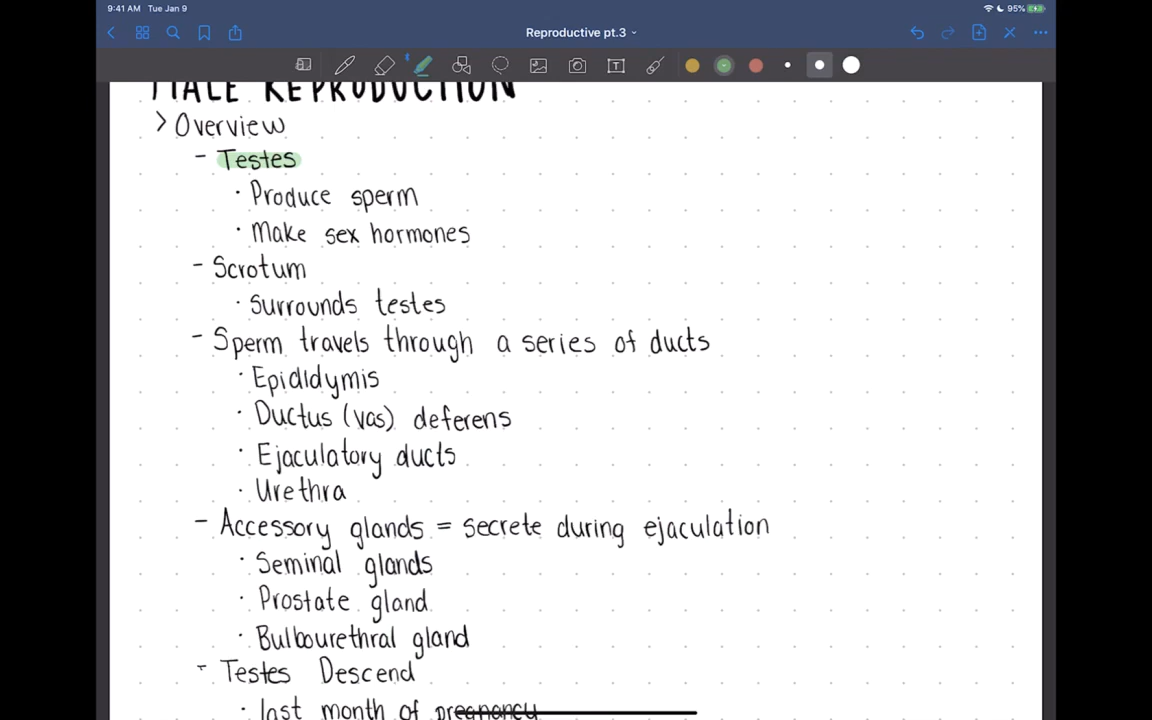 9:41 AM Tue Jan 9
95%
Reproductive pt.3
MALE REPRODUCTION
> Overview
- Testes
· Produce sperm
· Make sex hormones
- Scrotum
· Surrounds testes
- Sperm travels through a series of ducts
· Epididymis
· Ductus (vas) deferens
· Ejaculatory ducts
· Urethra
- Accessory glands = secrete during ejaculation
· Seminal glands
· Prostate gland
· Bulbourethral gland
- Testes Descend
· last month of pregnancy